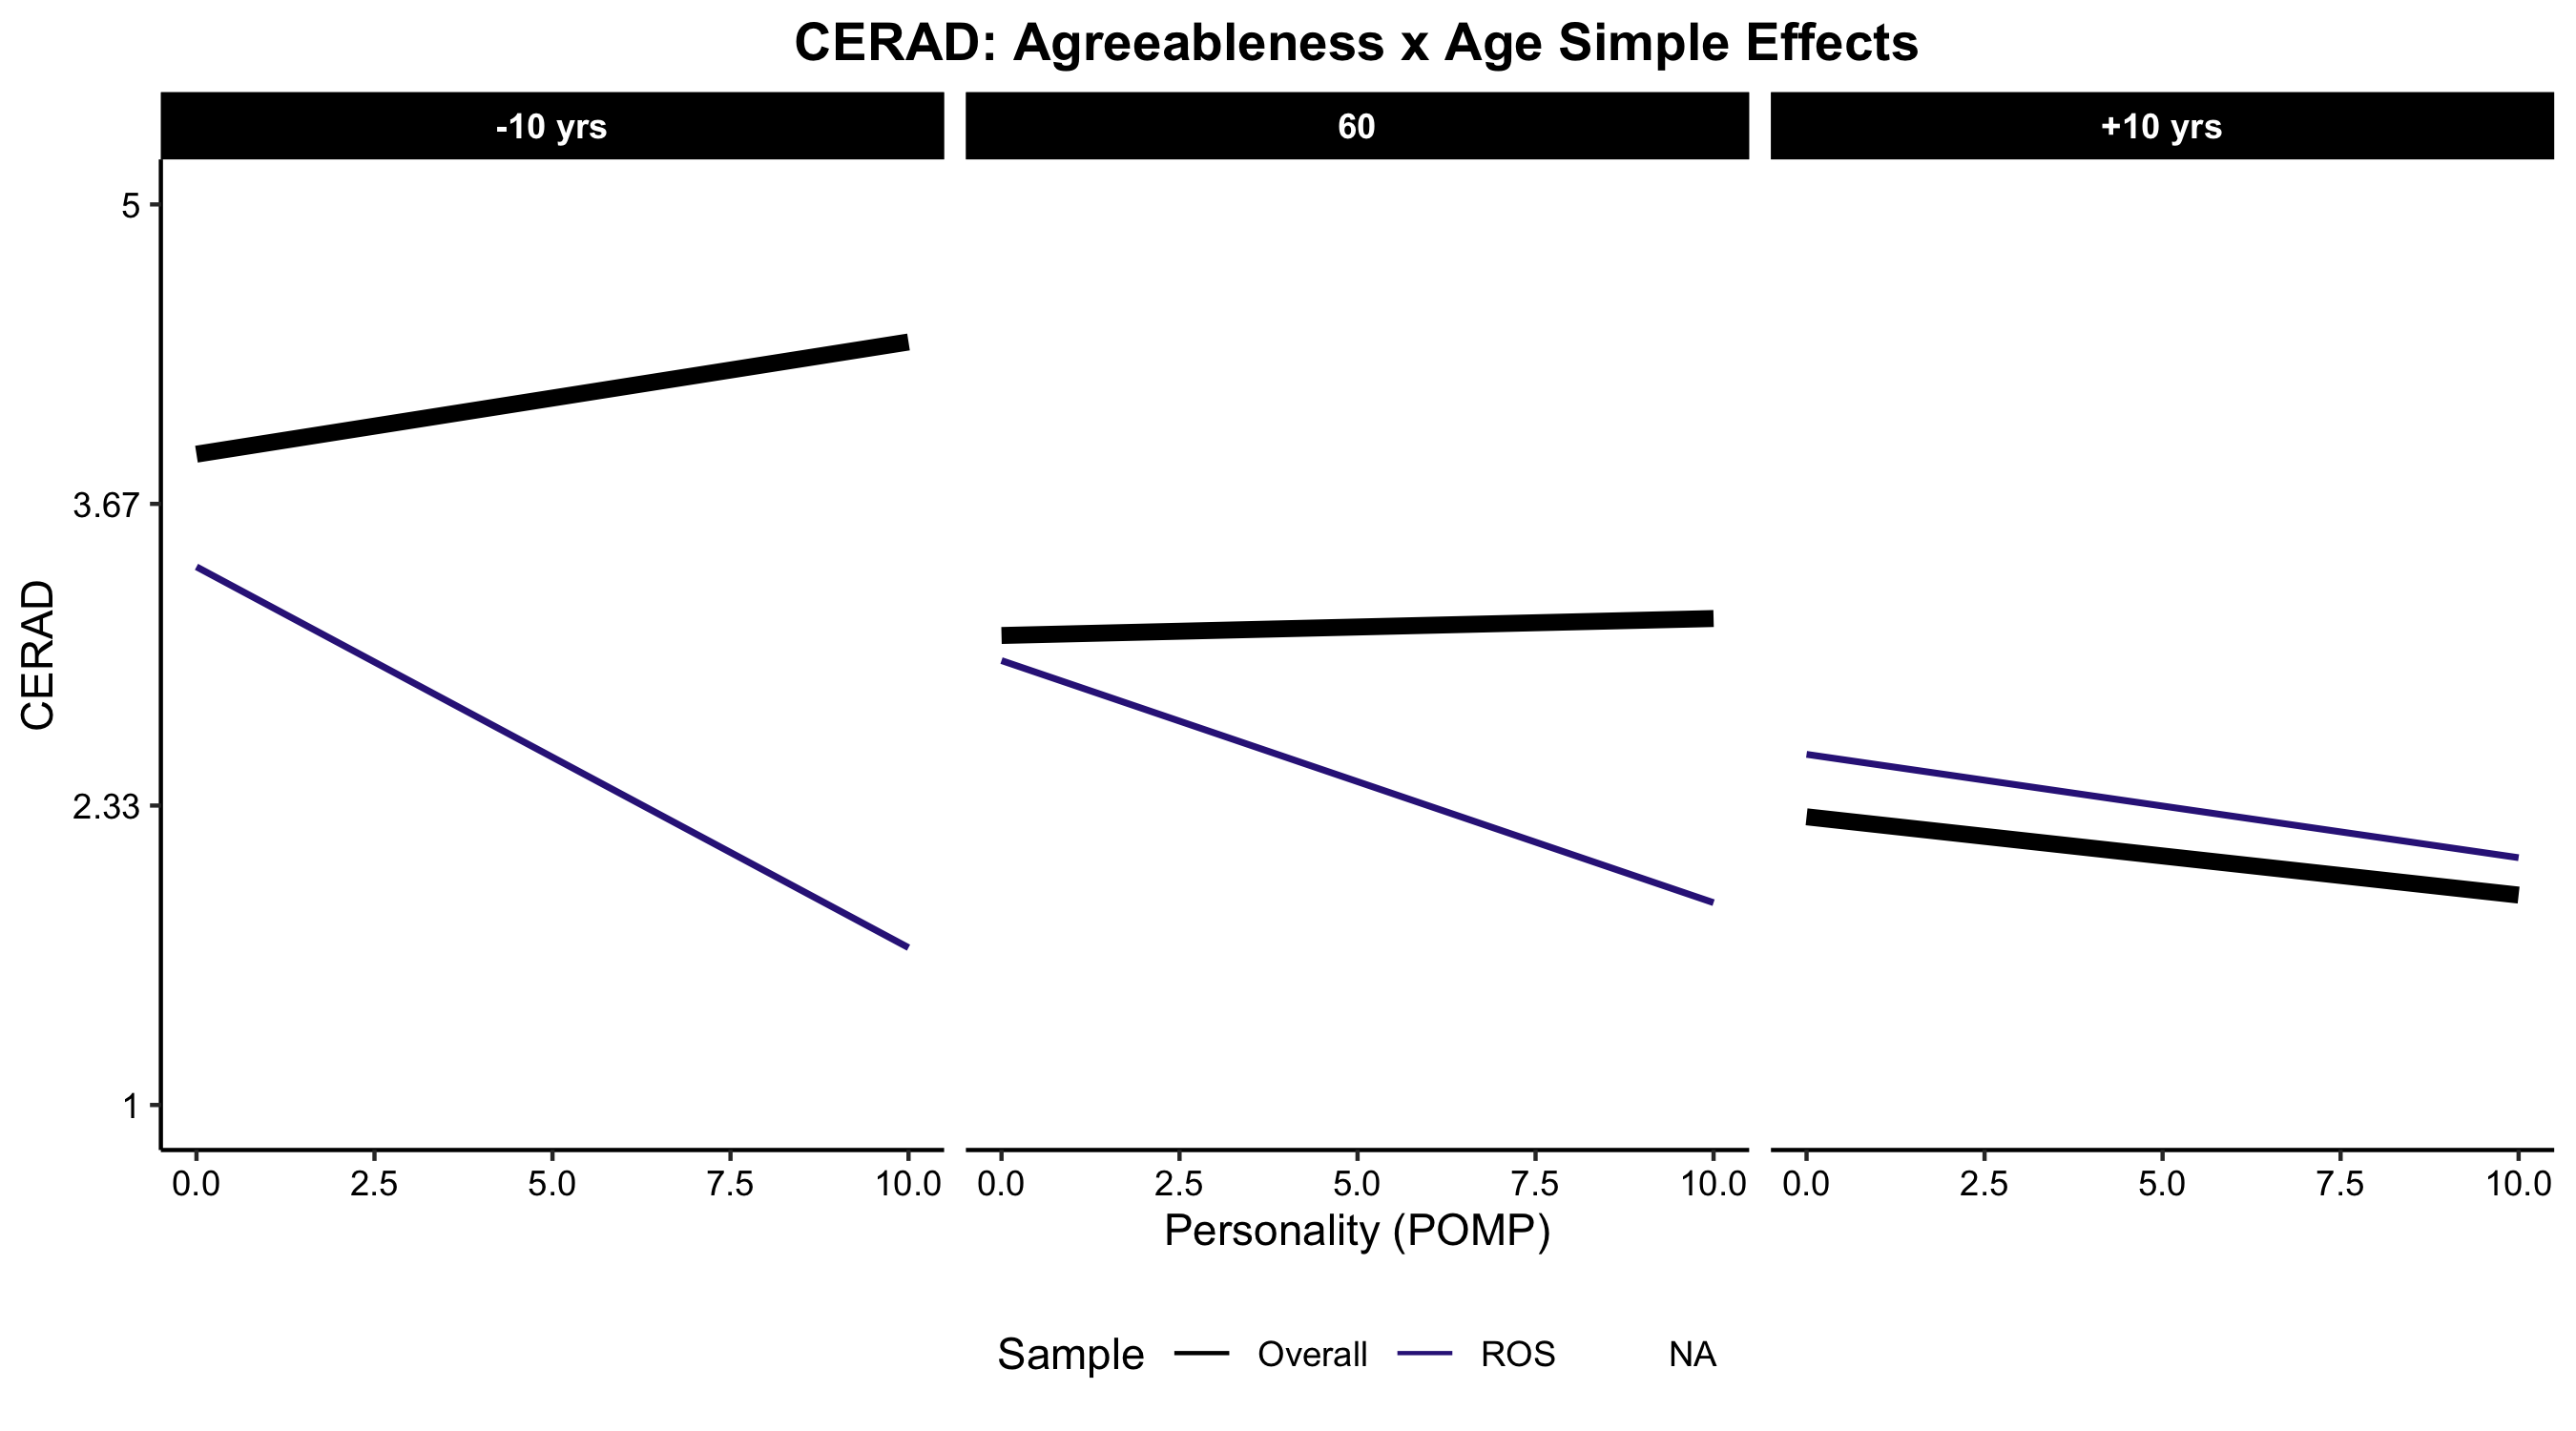 CERAD: Agreeableness x Age Simple Effects
-10 yrs 60 +10 yrs
5
3.67
2.33
1
CERAD
0.0 2.5 5.0 7.5 10.0 0.0 2.5 5.0 7.5 10.0 0.0 2.5 5.0 7.5 10.0
Personality (POMP)
Sample Overall ROS NA